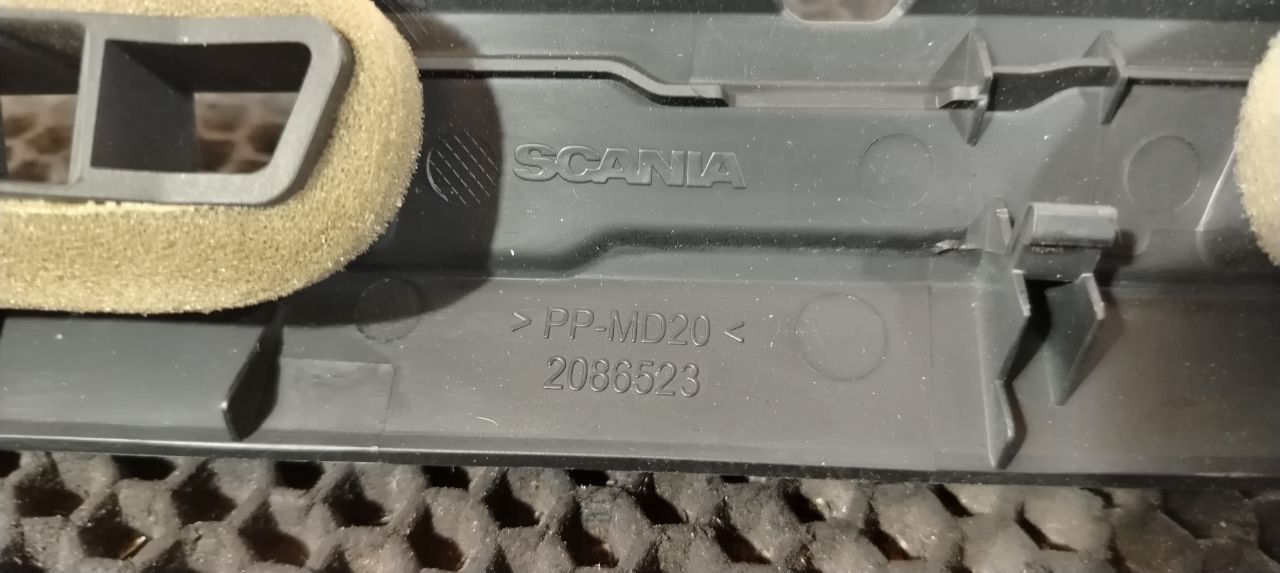 SCANIA
> PP-MD20 <
2086523